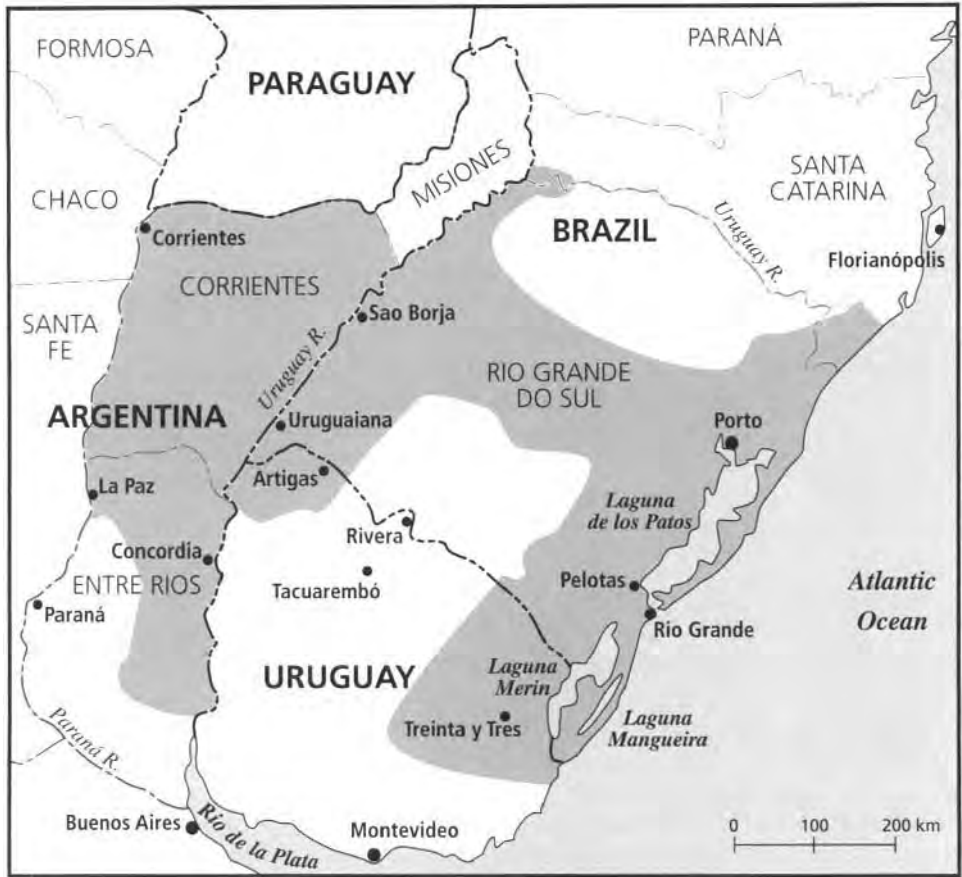 FORMOSA
PARANÁ
PARAGUAY
MISIONES
SANTA
CATARINA
CHACO
BRAZIL
Uruguay R.
Corrientes
Florianópolis
CORRIENTES
SANTA
FE
Sao Borja
Uruguay R.
RIO GRANDE
DO SUL
ARGENTINA
Uruguaiana
Porto
Artigas
La Paz
Laguna
de los Patos
Rivera
Concordia
Tacuarembó
ENTRE RIOS
Pelotas
Atlantic
Ocean
Paraná
Rio Grande
URUGUAY
Laguna
Merin
Treinta y Tres
Laguna
Mangueira
Paraná R.
Buenos Aires
Rio de la Plata
Montevideo
0 100 200 km